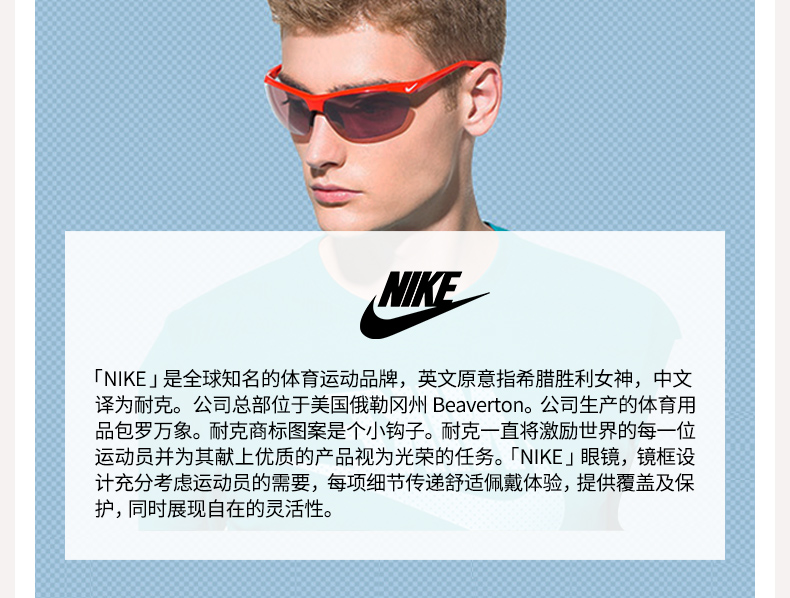 NIKE
「NIKE」是全球知名的体育运动品牌，英文原意指希腊胜利女神，中文
译为耐克。公司总部位于美国俄勒冈州 Beaverton。公司生产的体育用
品包罗万象。耐克商标图案是个小钩子。耐克一直将激励世界的每一位
运动员并为其献上优质的产品视为光荣的任务。「NIKE」眼镜，镜框设
计充分考虑运动员的需要，每项细节传递舒适佩戴体验，提供覆盖及保
护，同时展现自在的灵活性。